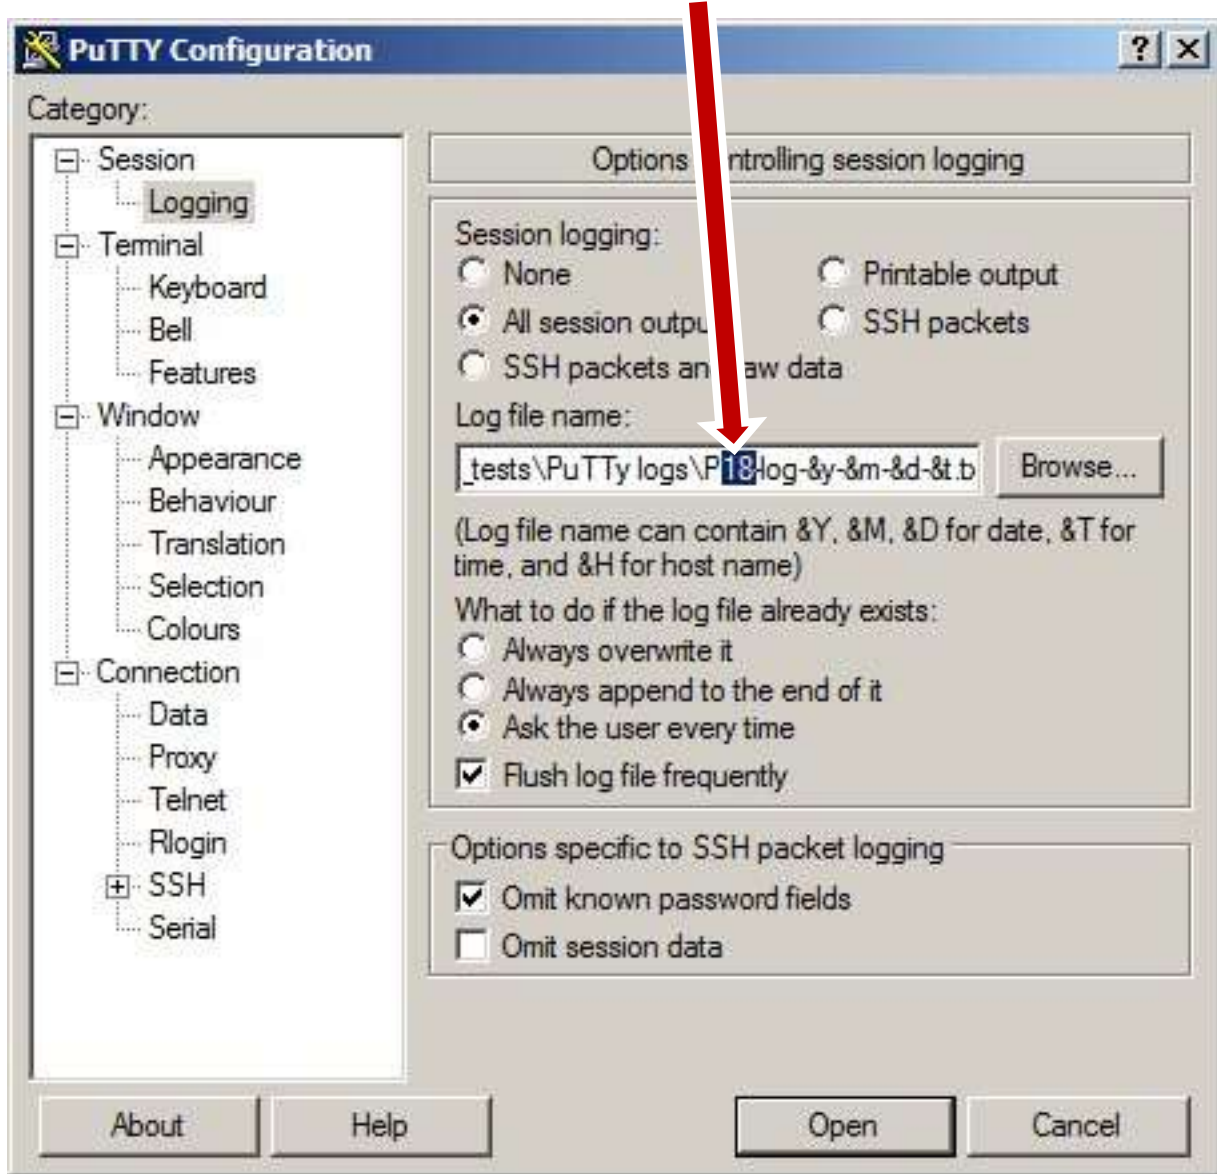 PuTTY Configuration
Category:
Session
Logging
Terminal
Keyboard
Bell
Features
Window
Appearance
Behaviour
Translation
Selection
Colours
Connection
Data
Proxy
Telnet
Rlogin
SSH
Serial
Options ntrolling session logging
Session logging:
None
Printable output
All session outpu
SSH packets
SSH packets an aw data
Log file name:
_tests\PuTTy logs\P18-log-&y-&m-&d-&t.b
Browse...
(Log file name can contain &Y, &M, &D for date, &T for
time, and &H for host name)
What to do if the log file already exists:
Always overwrite it
Always append to the end of it
Ask the user every time
Flush log file frequently
Options specific to SSH packet logging
Omit known password fields
Omit session data
About
Help
Open
Cancel